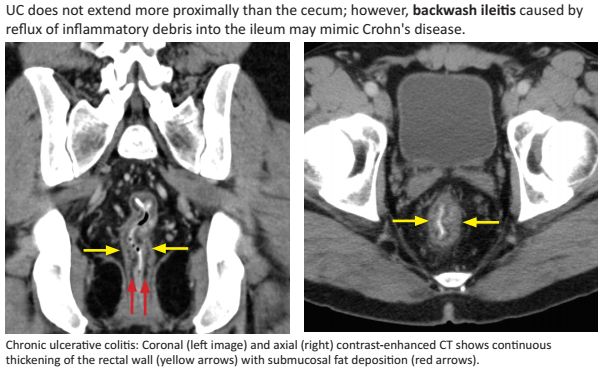 UC does not extend more proximally than the cecum; however, backwash ileitis caused by
reflux of inflammatory debris into the ileum may mimic Crohn's disease.
Chronic ulcerative colitis: Coronal (left image) and axial (right) contrast-enhanced CT shows continuous
thickening of the rectal wall (yellow arrows) with submucosal fat deposition (red arrows).